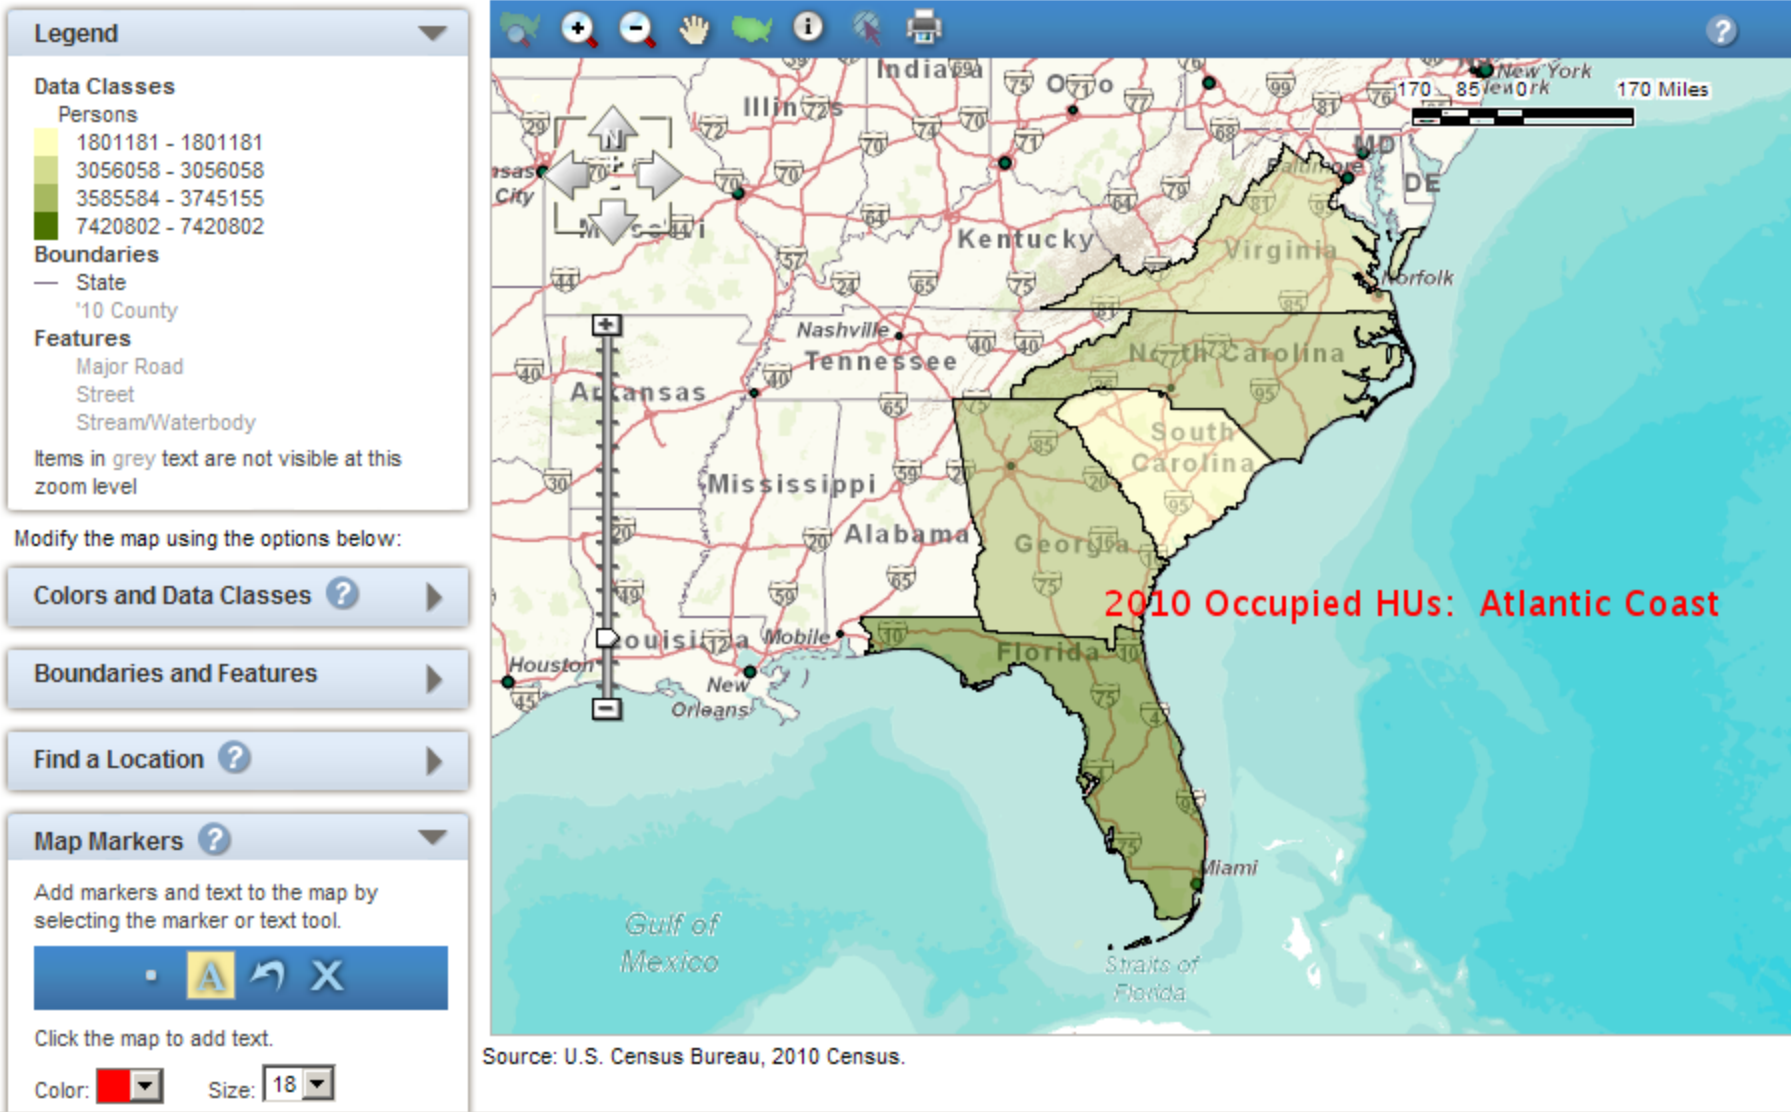 Legend
Data Classes
Persons
1801181 - 1801181
3056058 - 3056058
3585584 - 3745155
7420802 - 7420802
Boundaries
State
'10 County
Features
Major Road
Street
Stream/Waterbody
Items in grey text are not visible at this
zoom level
Modify the map using the options below:
Colors and Data Classes ?
Boundaries and Features
Find a Location ?
Map Markers ?
Add markers and text to the map by
selecting the marker or text tool.
A X
Click the map to add text.
Color: Size: 18
i ?
Indiana
New York
170 85 0 170 Miles
N
MD
Baltimore
DE
City
Kentucky
Virginia
Norfolk
Nashville
Tennessee
North Carolina
Arkansas
South
Carolina
Mississippi
Alabama
Georgia
2010 Occupied HUs: Atlantic Coast
Louisiana
Mobile
Florida
Houston
New
Orleans
Miami
Gulf of
Mexico
Straits of
Florida
Source: U.S. Census Bureau, 2010 Census.